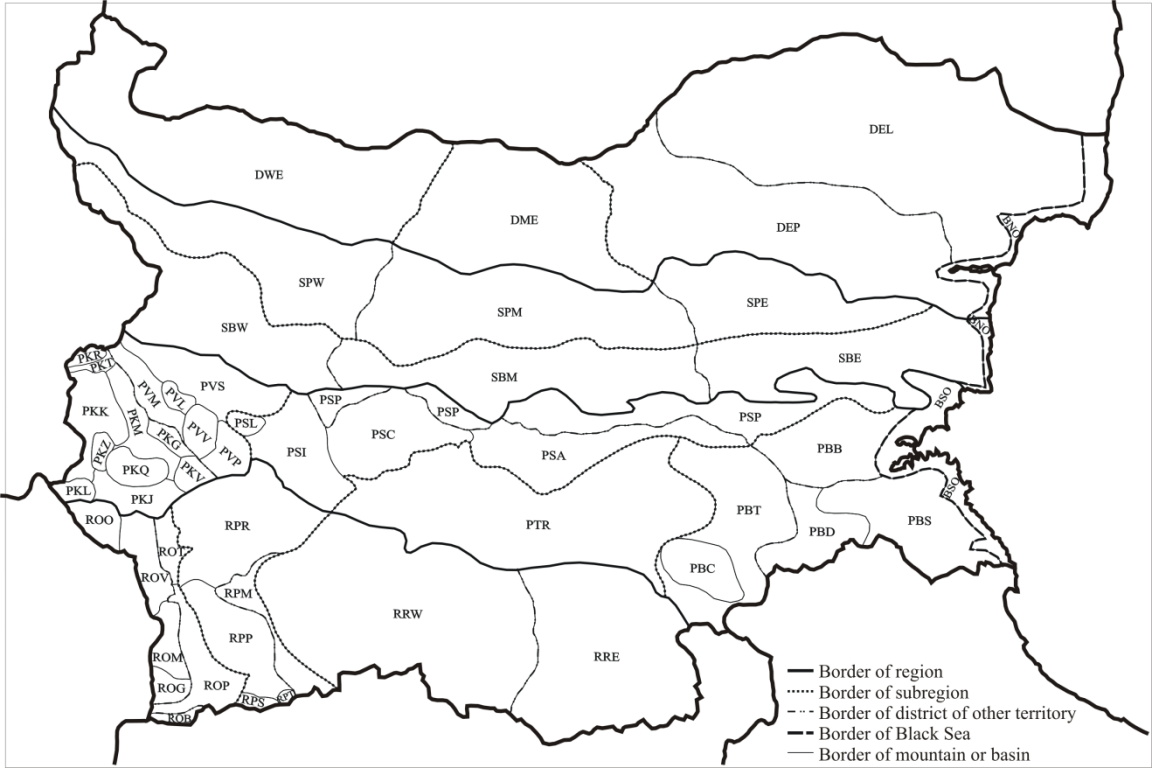 DEL
DWE
DME
DEP
BNO
SPW
SPE
SPM
BNO
SBW
SBE
PKR
PKT
SBM
PVS
PVM
PVL
PSP
BSO
PKK
PKM
PSL
PSP
PSP
PVV
PSC
PKG
PBB
PKZ
PVP
PSI
PSA
PKQ
PKV
PKL
PKJ
BSO
ROO
RPR
PTR
PBT
PBD
PBS
ROT
PBC
ROV
RPM
RRW
RPP
ROM
RRE
ROG
ROP
RPS
RPT
ROB
Border of region
Border of subregion
Border of district of other territory
Border of Black Sea
Border of mountain or basin